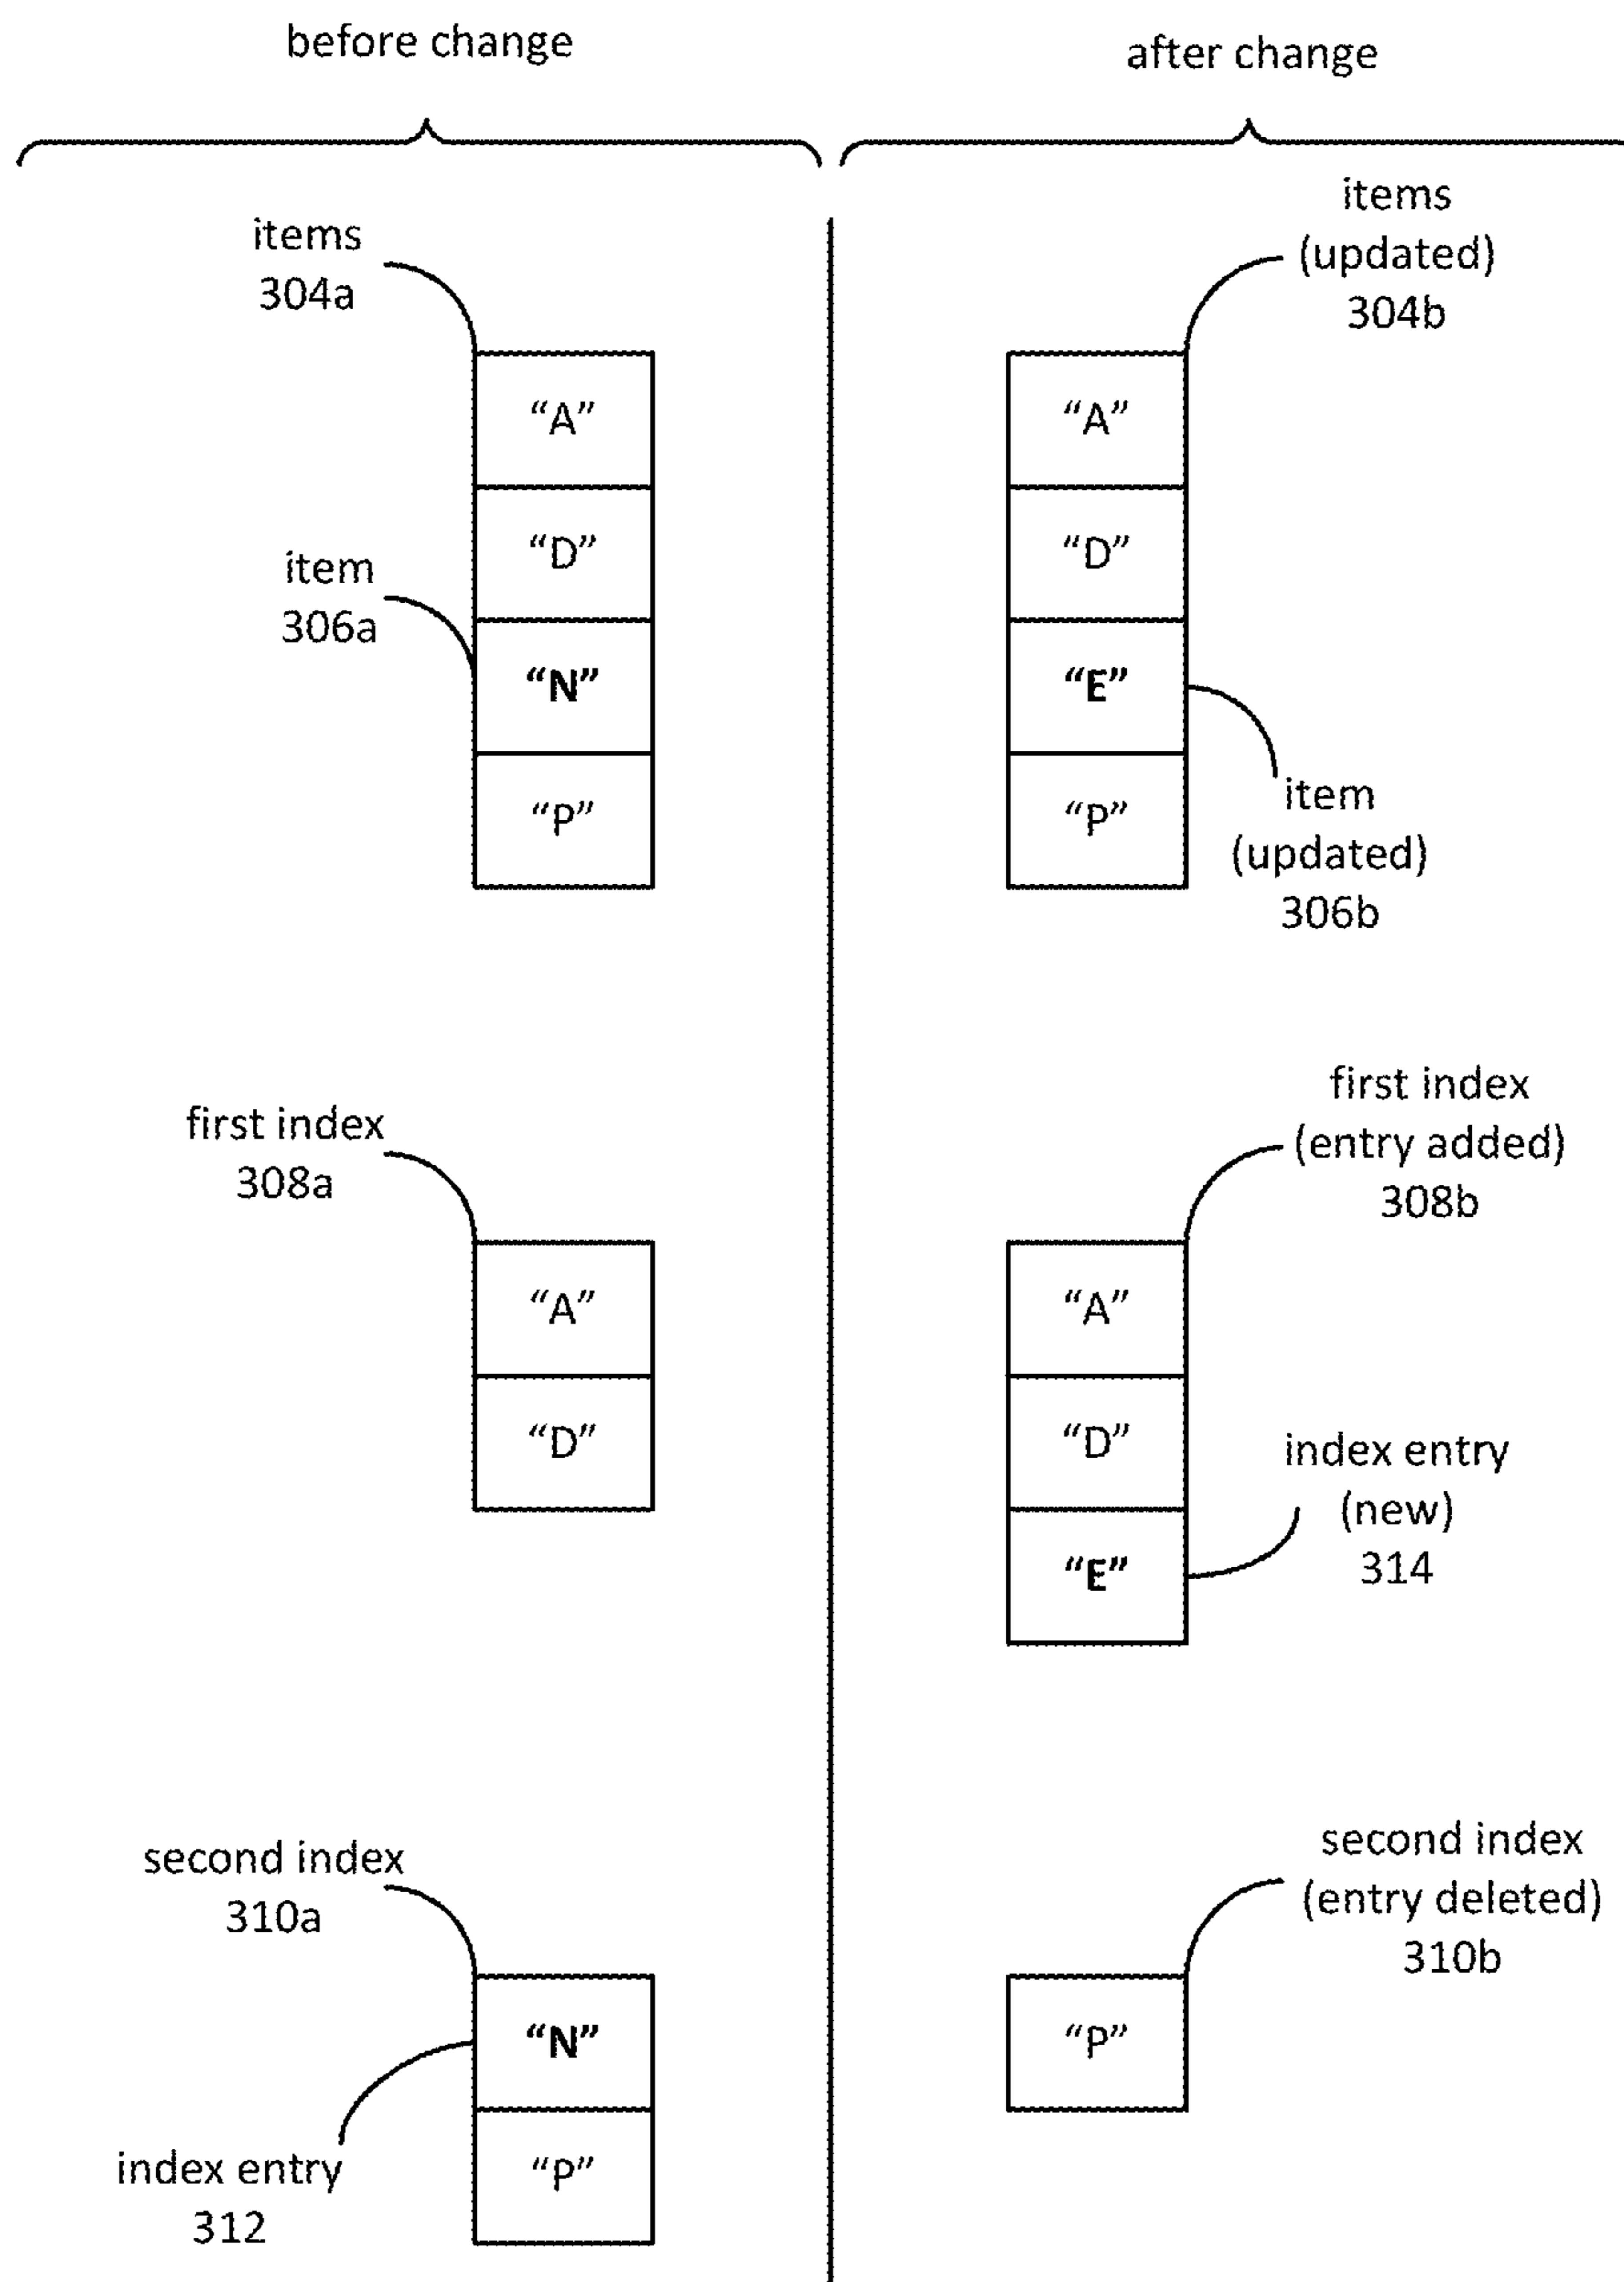 before change
after change
items
304a
items
(updated)
304b
“A”
“D”
“N”
“P”
item
306a
“A”
“D”
“E”
“P”
item
(updated)
306b
first index
308a
“A”
“D”
first index
(entry added)
308b
“A”
“D”
“E”
index entry
(new)
314
second index
310a
“N”
“P”
index entry
312
second index
(entry deleted)
310b
“P”